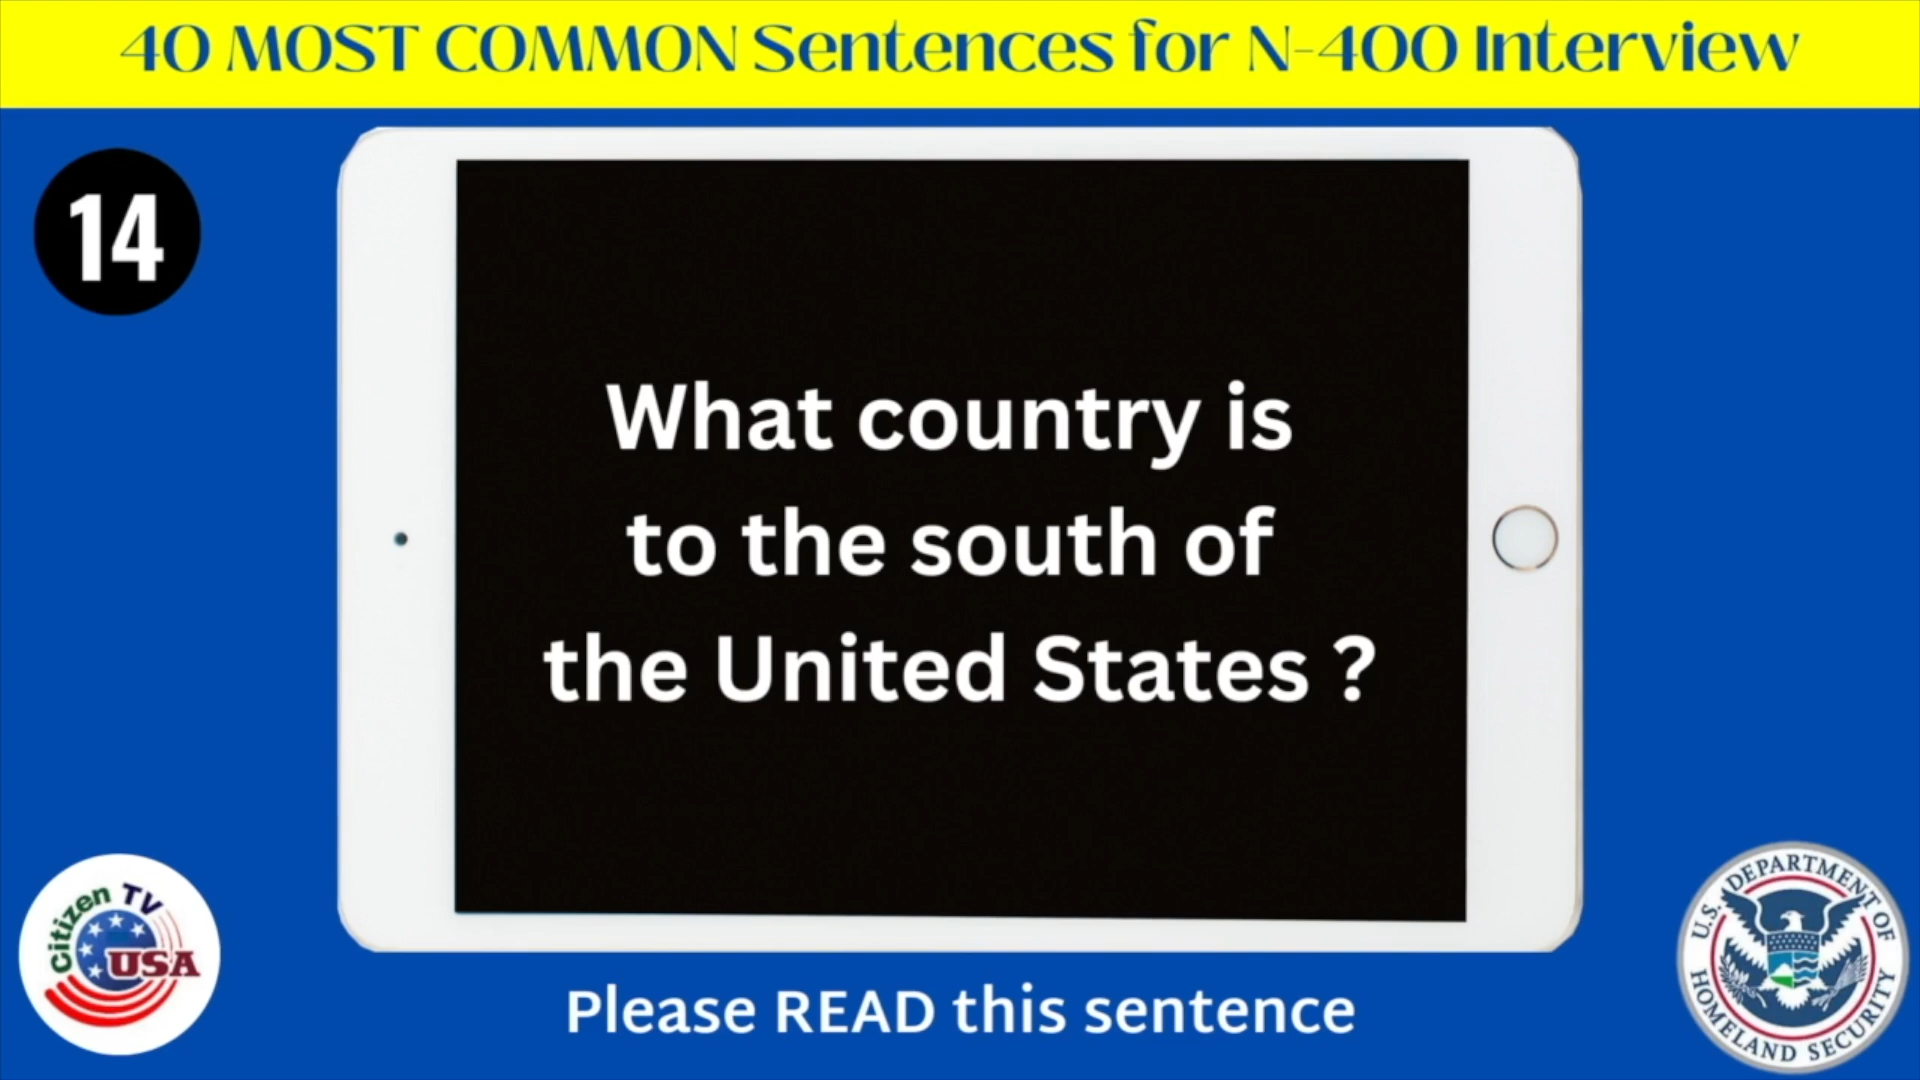 40 MOST COMMON Sentences for N-400 Interview
14
What country is
to the south of
the United States ?
Citizen TV
USA
U.S. DEPARTMENT OF
HOMELAND SECURITY
Please READ this sentence